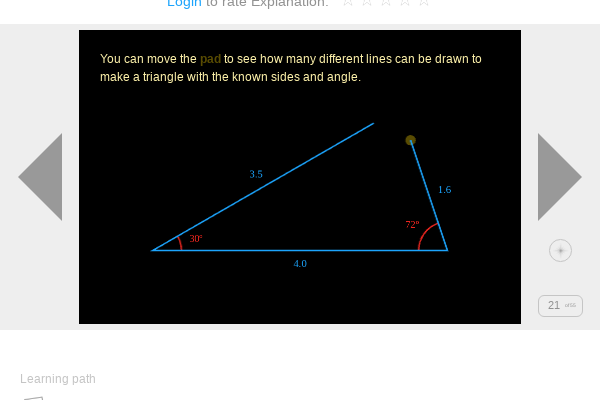 Login to rate Explanation.
You can move the pad to see how many different lines can be drawn to
make a triangle with the known sides and angle.
3.5
1.6
72°
30°
4.0
21 of 55
Learning path